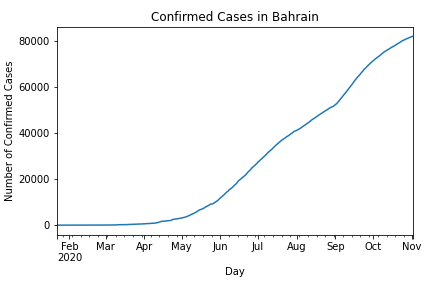 Confirmed Cases in Bahrain
Number of Confirmed Cases
80000
60000
40000
20000
0
Feb Mar Apr May Jun Jul Aug Sep Oct Nov
2020
Day